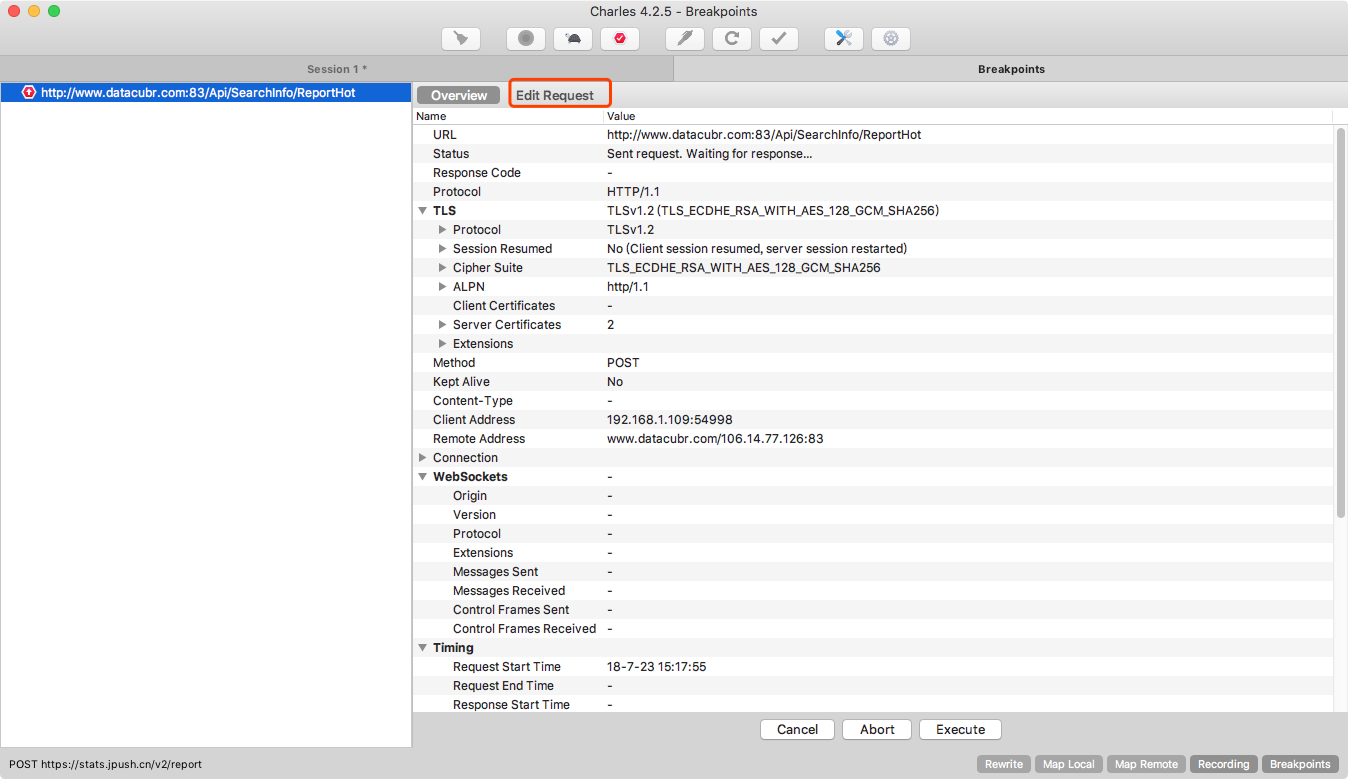 Charles 4.2.5 - Breakpoints
Session 1 *
Breakpoints
http://www.datacubr.com:83/Api/SearchInfo/ReportHot
Overview Edit Request
Name Value
URL http://www.datacubr.com:83/Api/SearchInfo/ReportHot
Status Sent request. Waiting for response...
Response Code -
Protocol HTTP/1.1
TLS TLSv1.2 (TLS_ECDHE_RSA_WITH_AES_128_GCM_SHA256)
Protocol TLSv1.2
Session Resumed No (Client session resumed, server session restarted)
Cipher Suite TLS_ECDHE_RSA_WITH_AES_128_GCM_SHA256
ALPN http/1.1
Client Certificates -
Server Certificates 2
Extensions
Method POST
Kept Alive No
Content-Type -
Client Address 192.168.1.109:54998
Remote Address www.datacubr.com/106.14.77.126:83
Connection
WebSockets -
Origin -
Version -
Protocol -
Extensions -
Messages Sent -
Messages Received -
Control Frames Sent -
Control Frames Received -
Timing
Request Start Time 18-7-23 15:17:55
Request End Time -
Response Start Time -
Cancel Abort Execute
POST https://stats.jpush.cn/v2/report
Rewrite Map Local Map Remote Recording Breakpoints